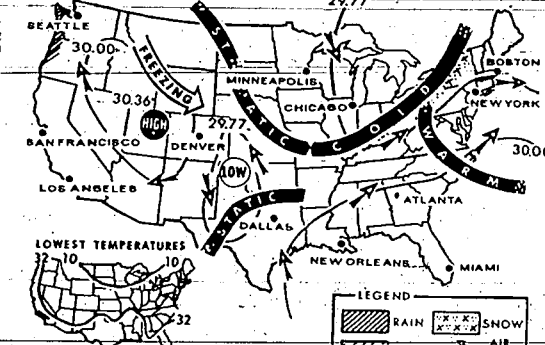 29.77
SEATTLE
30.00
FREEZING
STATIC
COLD
BOSTON
MINNEAPOLIS
CHICAGO
NEW YORK
30.36
HIGH
29.77
SAN FRANCISCO
DENVER
WARM
30.00
LOW
LOS ANGELES
STATIC
ATLANTA
DALLAS
LOWEST TEMPERATURES
32 10 10
NEW ORLEANS
MIAMI
32
LEGEND
RAIN
SNOW
AIR